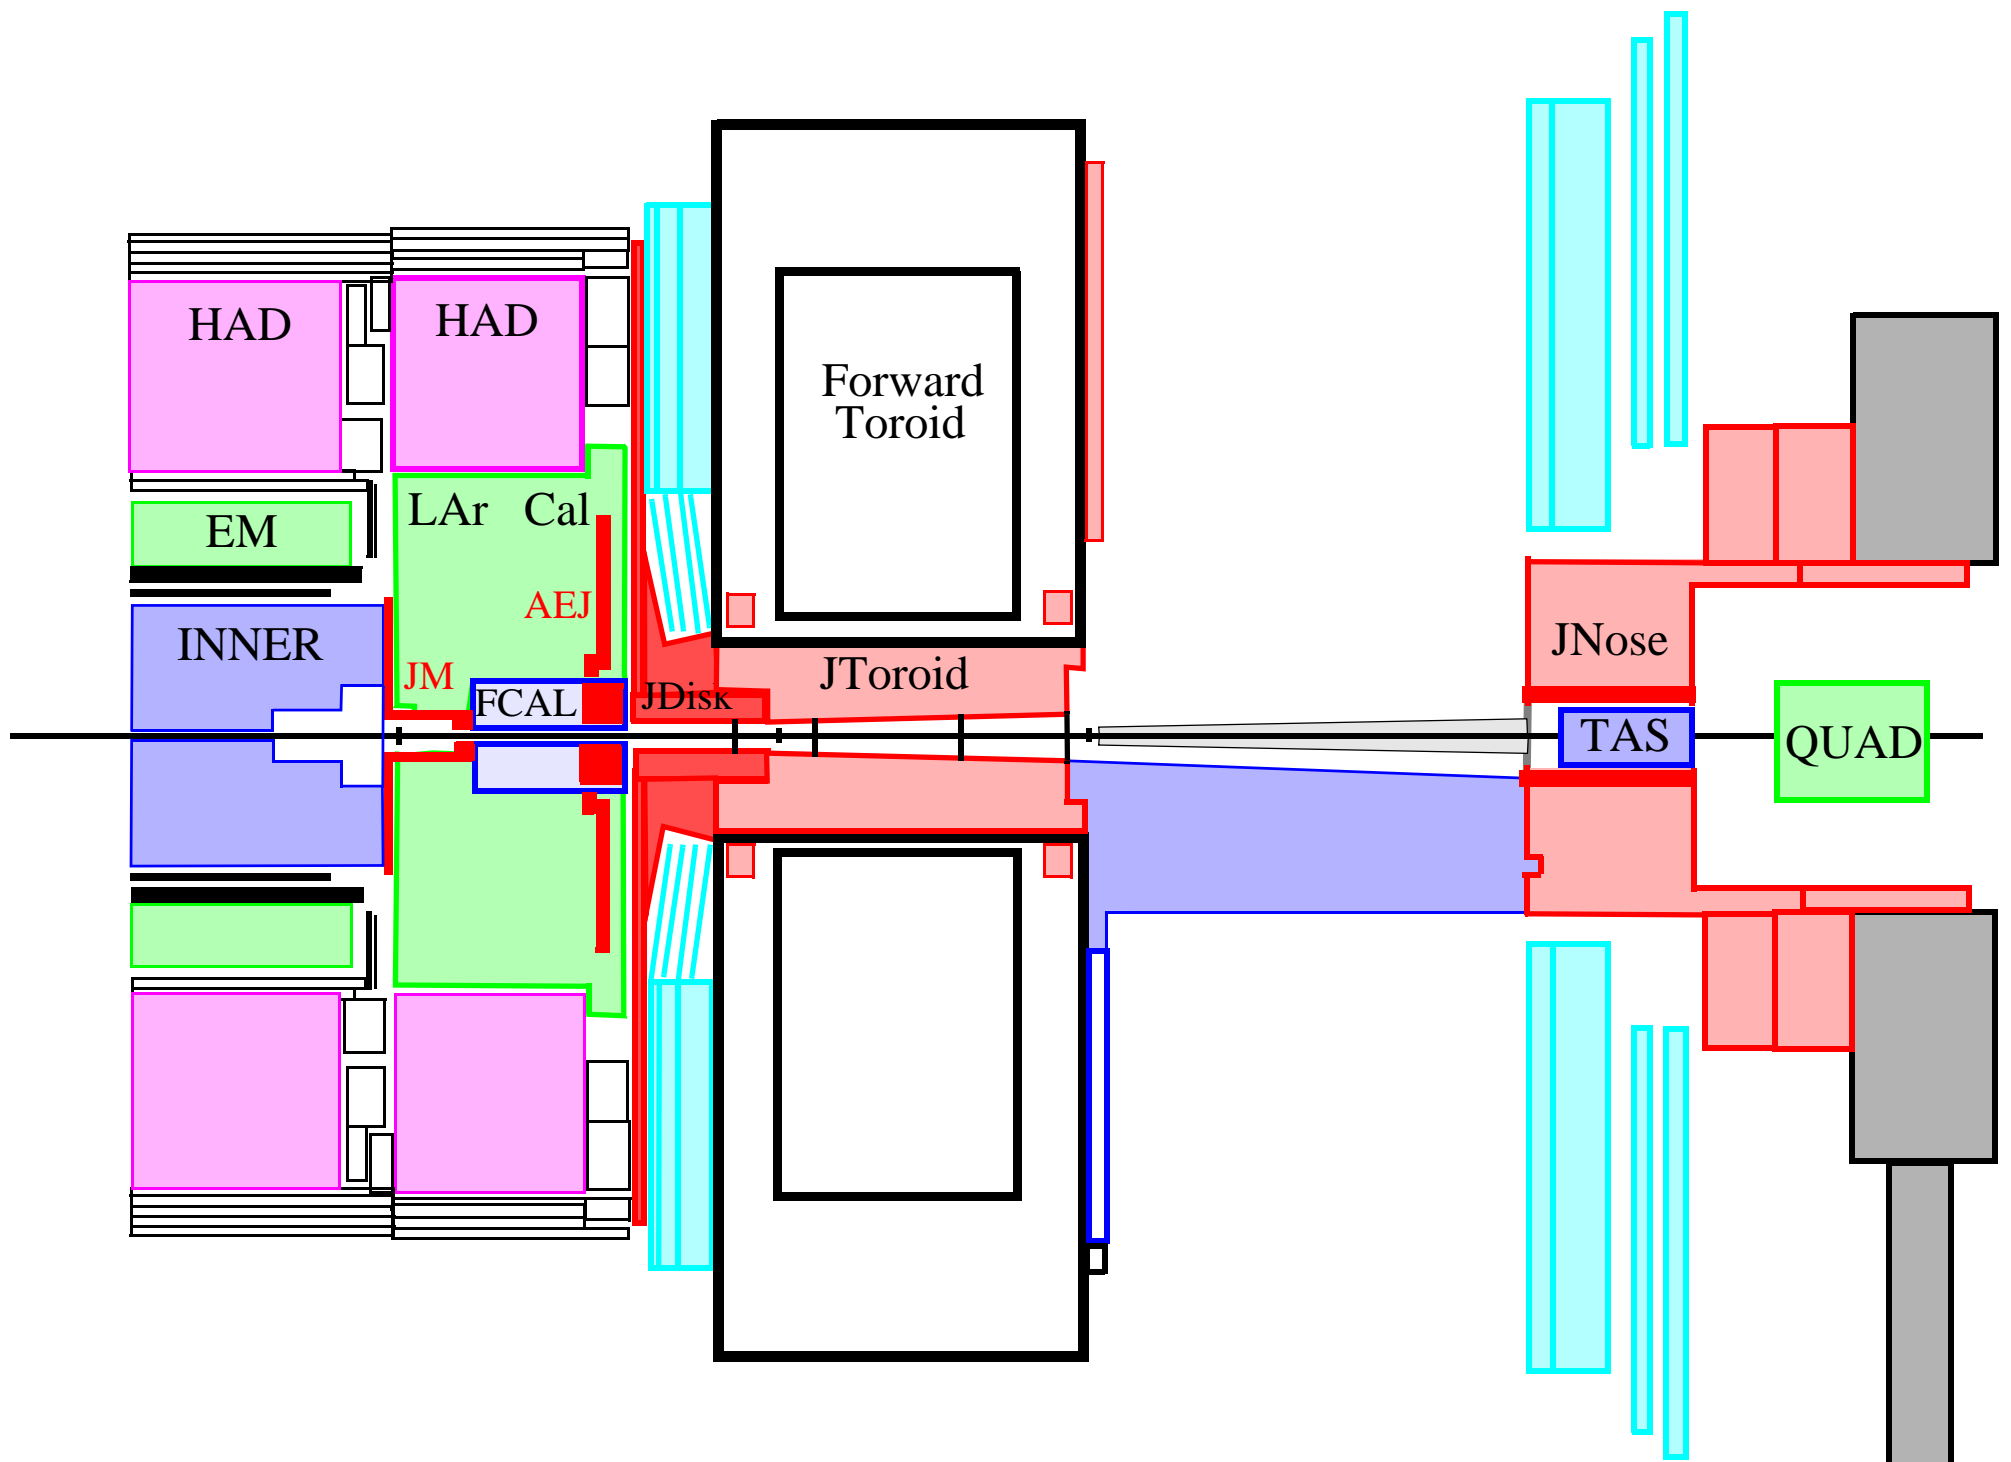 HAD
HAD
Forward
Toroid
LAr Cal
EM
AEJ
INNER
JM
FCAL
JDisk
JToroid
JNose
TAS
QUAD